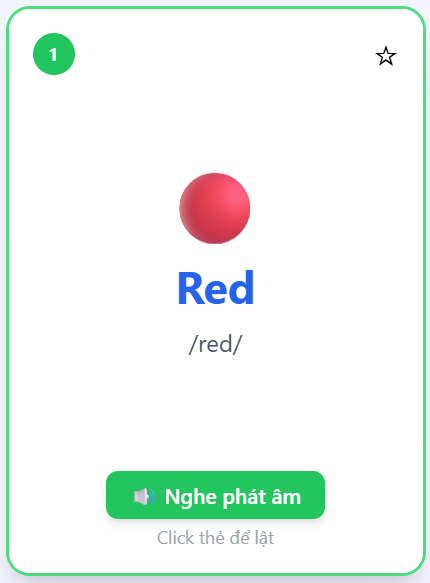 1
Red
/red/
Nghe phát âm
Click thẻ để lật